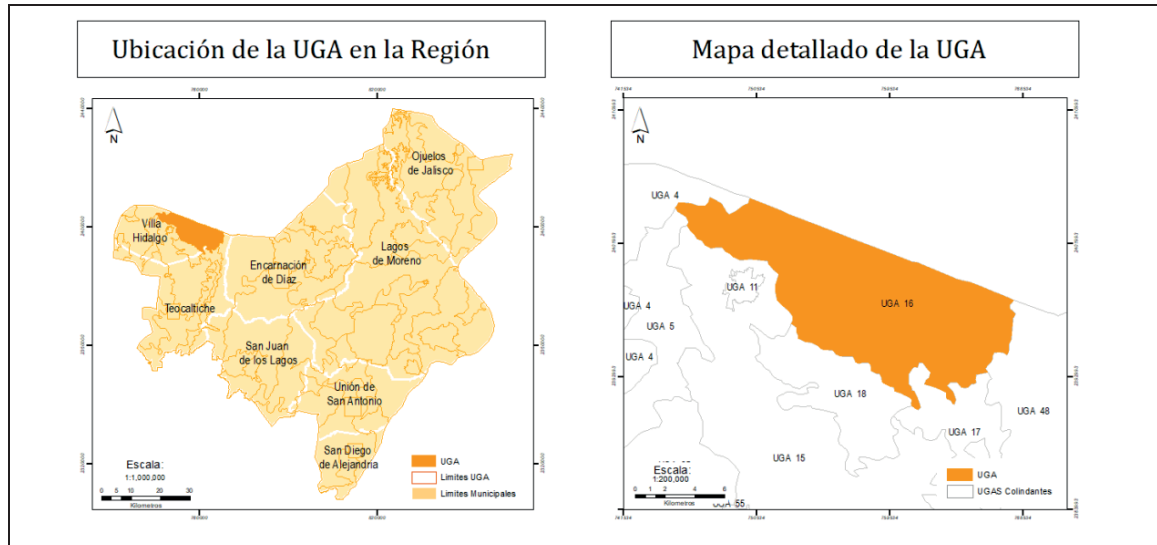 Ubicación de la UGA en la Región
N
Ojuelos
de Jalisco
Villa
Hidalgo
Lagos
de Moreno
Encarnación
de Díaz
Teocaltiche
San Juan
de los Lagos
Unión de
San Antonio
San Diego
de Alejandria
Escala:
1:1,000,000
0 5 10 20 30
Kilometros
UGA
Limites UGA
Limites Municipales
Mapa detallado de la UGA
N
UGA 4
UGA 11
UGA 16
UGA 4
UGA 5
UGA 4
UGA 18
UGA 48
UGA 17
UGA 15
Escala:
1:200,000
0 1 2 4 6
Kilometros
UGA 55
UGA
UGAS Colindantes